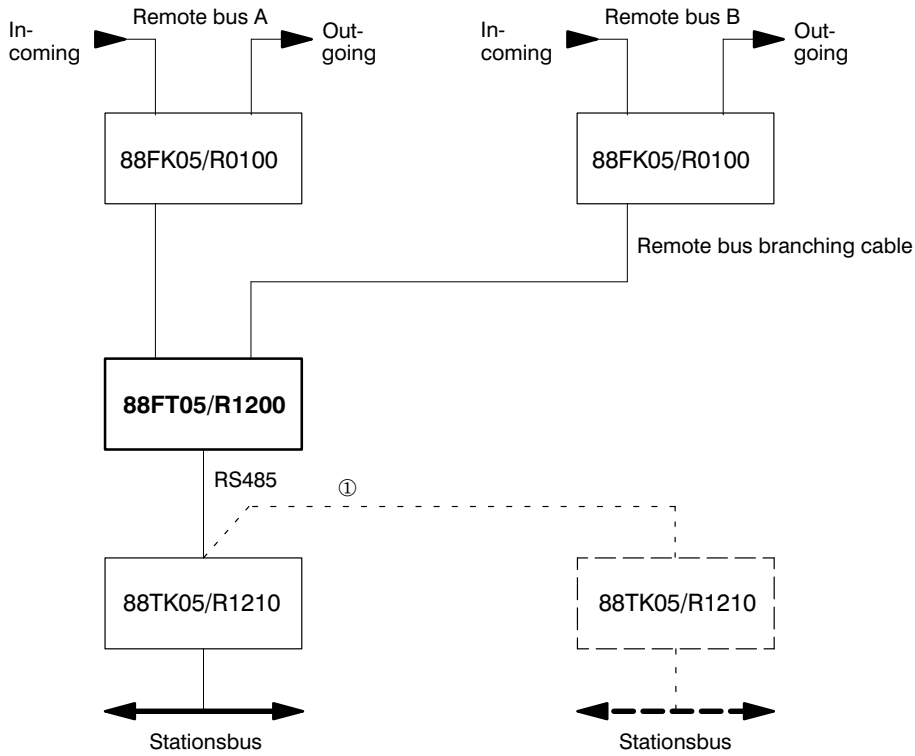 Remote bus A
In-
coming
Out-
going
Remote bus B
In-
coming
Out-
going
88FK05/R0100
88FK05/R0100
Remote bus branching cable
88FT05/R1200
RS485
①
88TK05/R1210
88TK05/R1210
Stationsbus
Stationsbus